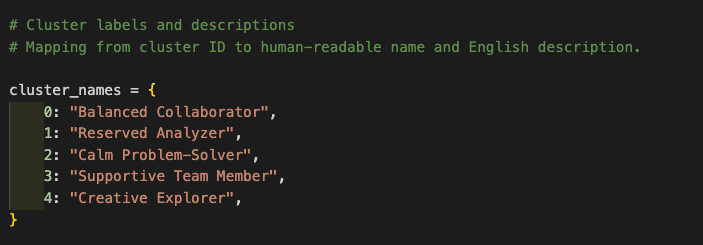 # Cluster labels and descriptions
# Mapping from cluster ID to human-readable name and English description.
cluster_names = {
0: "Balanced Collaborator",
1: "Reserved Analyzer",
2: "Calm Problem-Solver",
3: "Supportive Team Member",
4: "Creative Explorer",
}